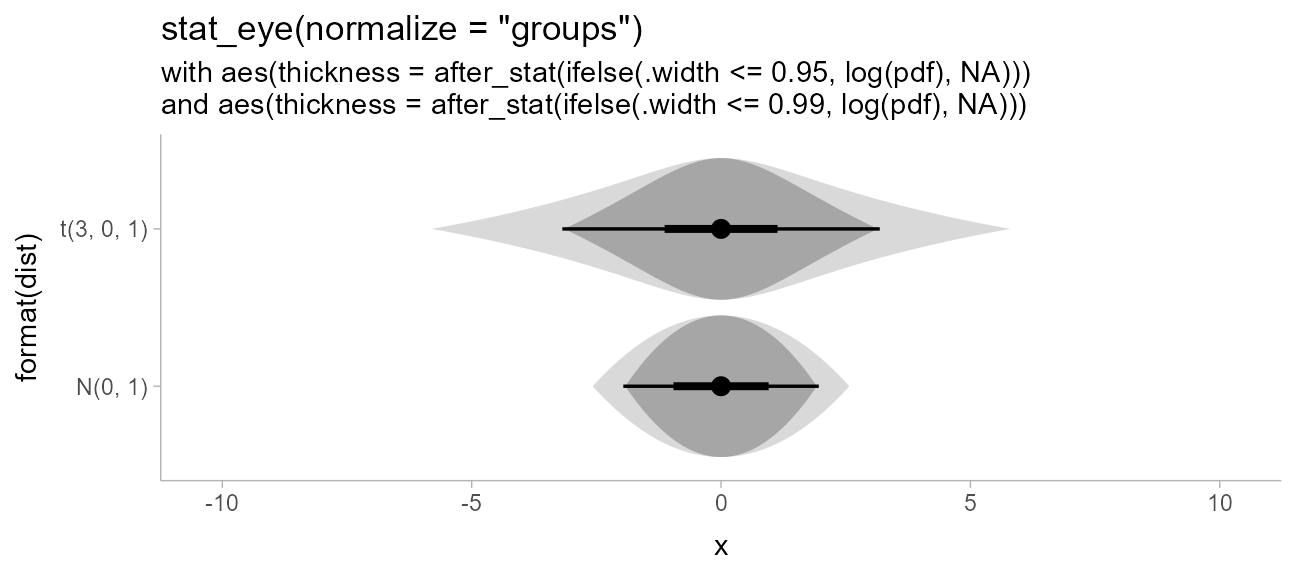 stat_eye(normalize = "groups")
with aes(thickness = after_stat(ifelse(.width <= 0.95, log(pdf), NA)))
and aes(thickness = after_stat(ifelse(.width <= 0.99, log(pdf), NA)))
format(dist)
t(3, 0, 1)
N(0, 1)
-10 -5 0 5 10
x